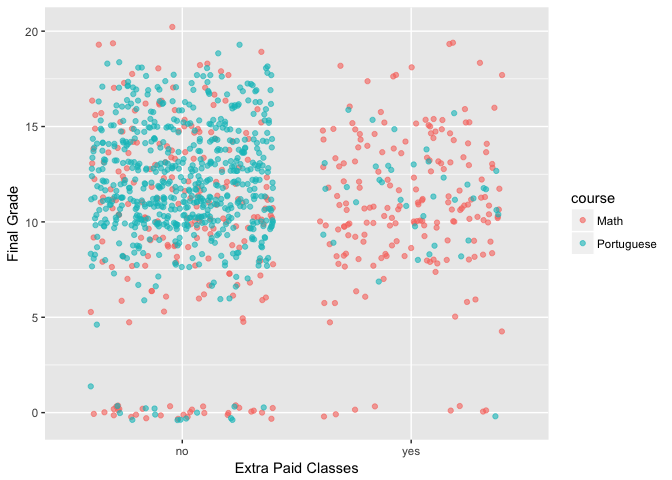 20
15
10
5
0
Final Grade
no
yes
Extra Paid Classes
course
Math
Portuguese